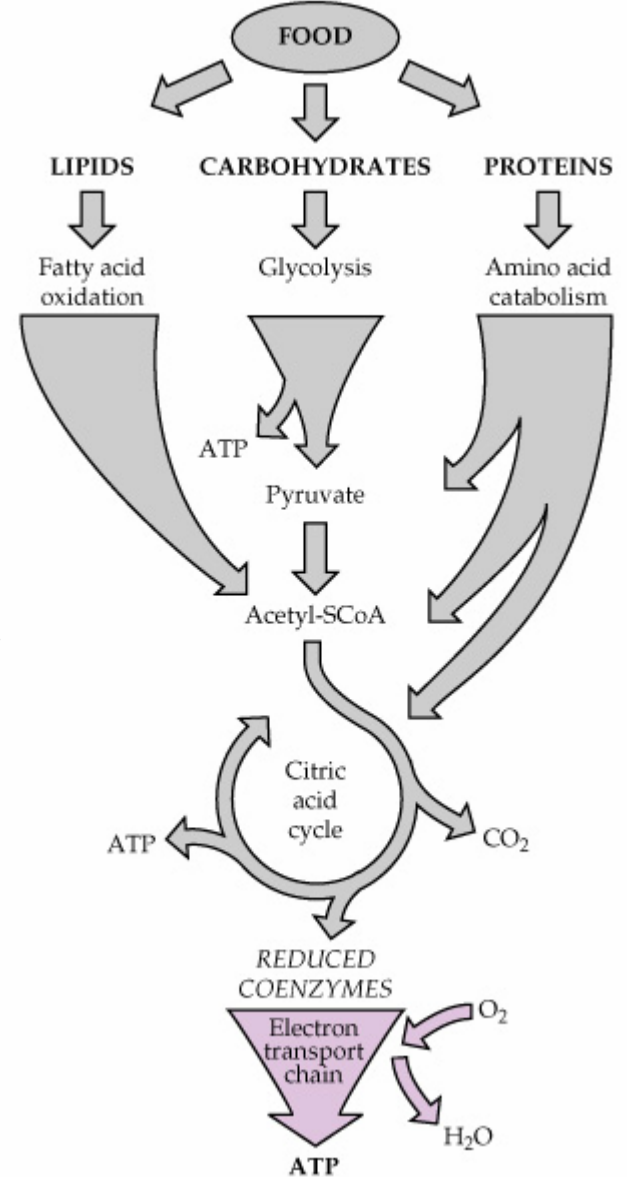 FOOD
LIPIDS CARBOHYDRATES PROTEINS
Fatty acid
oxidation
Glycolysis
Amino acid
catabolism
ATP
Pyruvate
Acetyl-SCoA
Citric
acid
cycle
ATP
CO₂
REDUCED
COENZYMES
Electron
transport
chain
O₂
H₂O
ATP